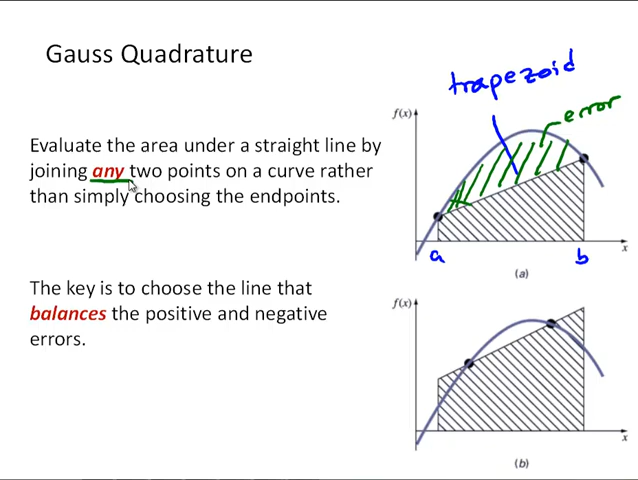 Gauss Quadrature
trapezoid
error
f(x)
Evaluate the area under a straight line by
joining any two points on a curve rather
than simply choosing the endpoints.
a
b
x
(a)
The key is to choose the line that
balances the positive and negative
errors.
f(x)
x
(b)